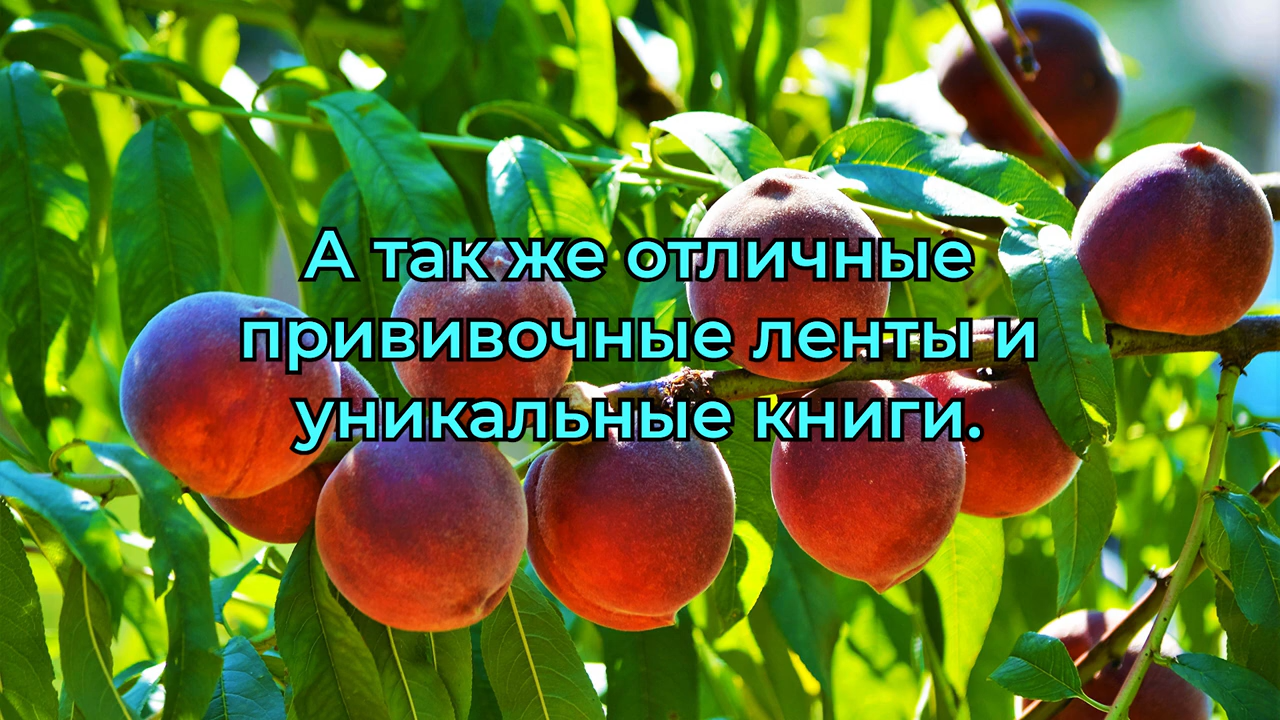 А так же отличные
прививочные ленты и
уникальные книги.